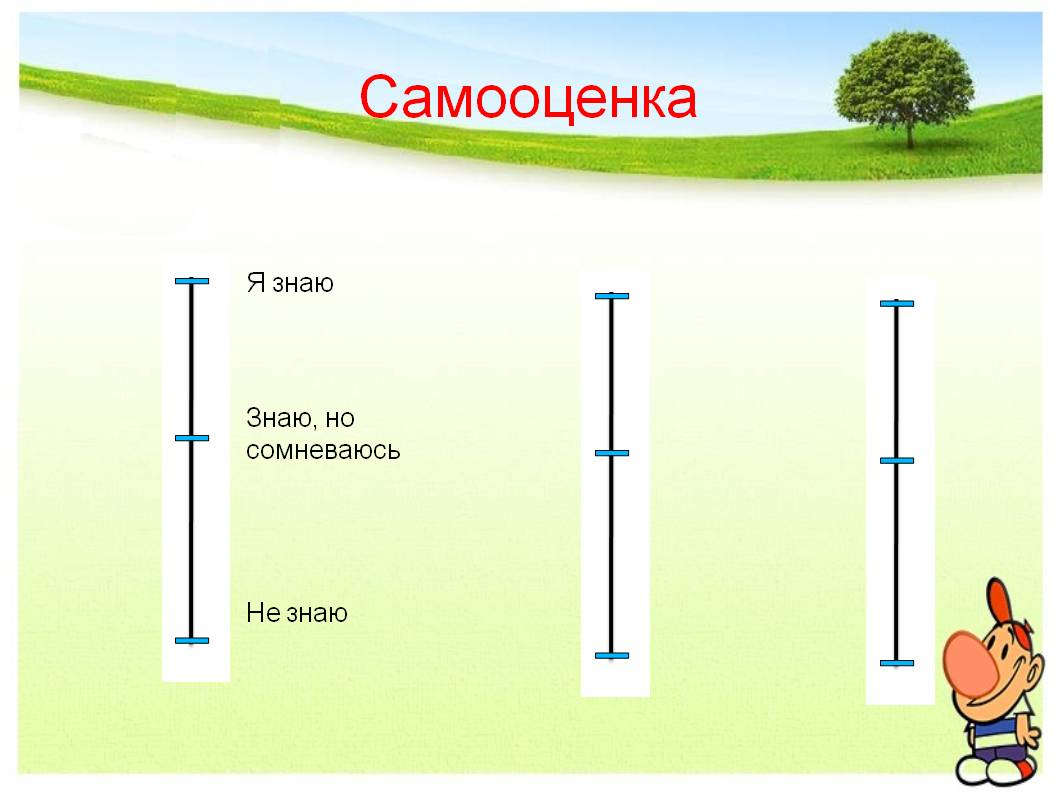 Самооценка
Я знаю
Знаю, но
сомневаюсь
Не знаю